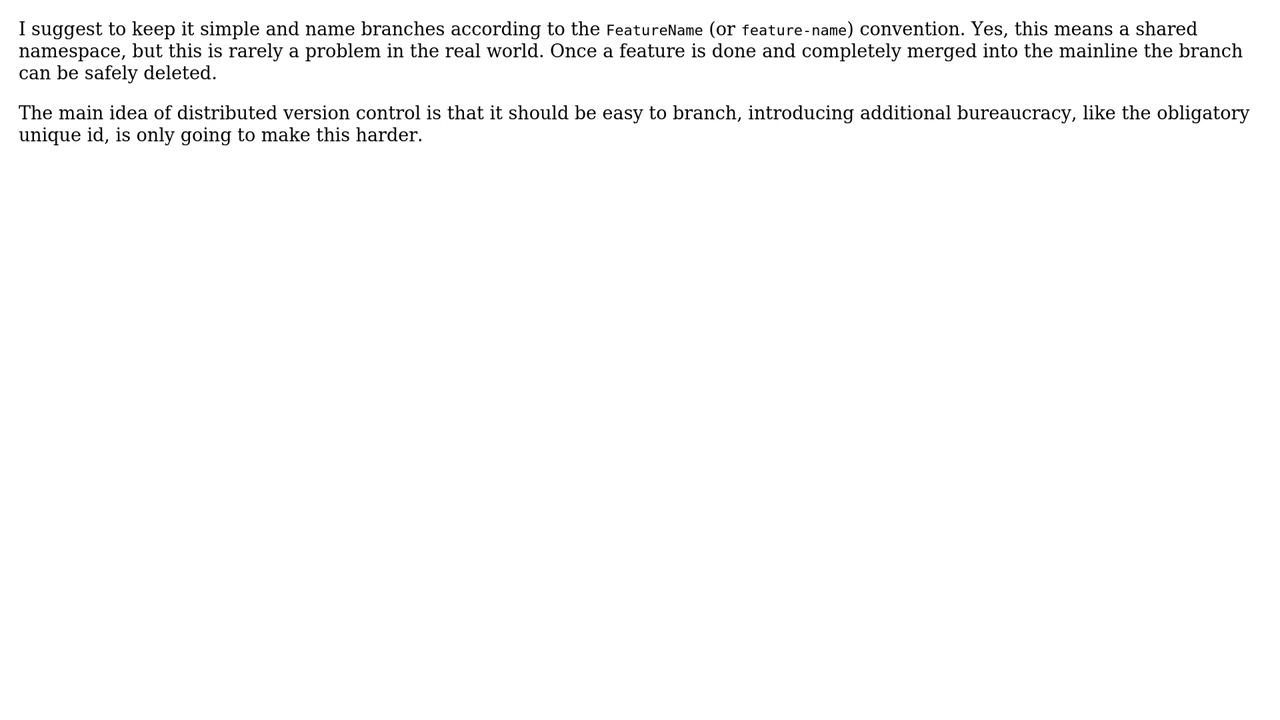 I suggest to keep it simple and name branches according to the FeatureName (or feature-name) convention. Yes, this means a shared
namespace, but this is rarely a problem in the real world. Once a feature is done and completely merged into the mainline the branch
can be safely deleted.
The main idea of distributed version control is that it should be easy to branch, introducing additional bureaucracy, like the obligatory
unique id, is only going to make this harder.